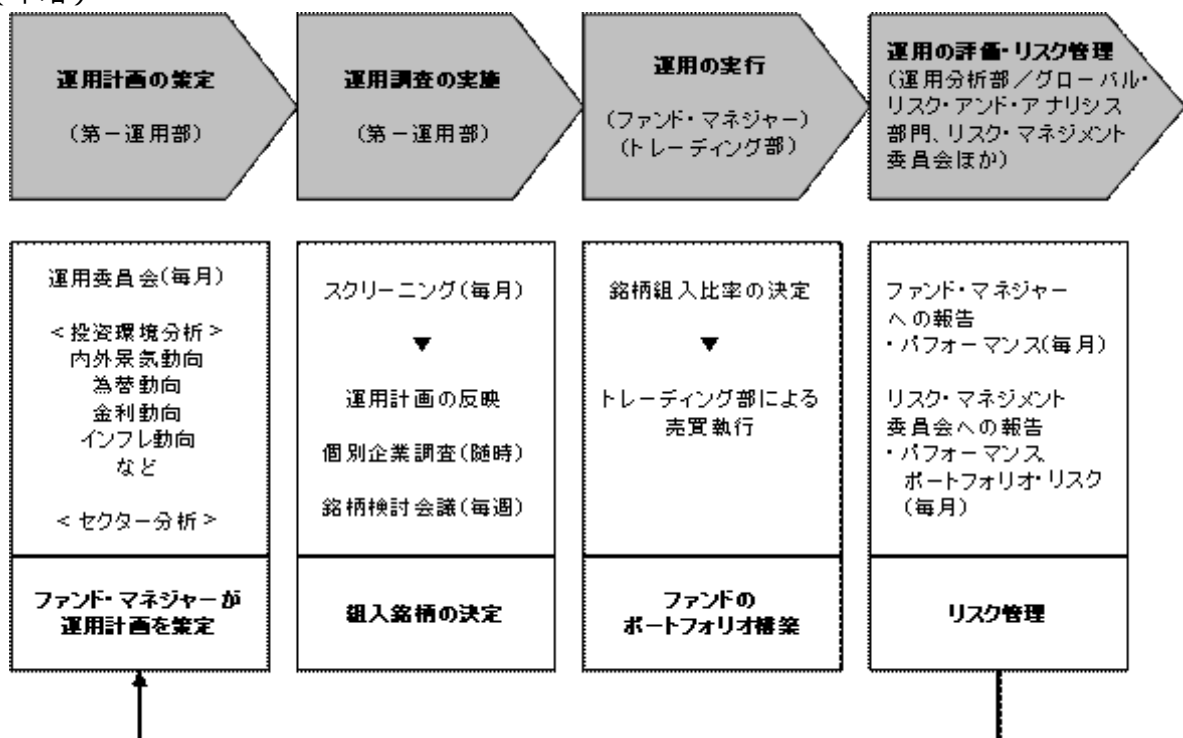 運用計画の策定
(第一運用部)
運用調査の実施
(第一運用部)
運用の実行
(ファンド・マネジャー)
(トレーディング部)
運用の評価・リスク管理
(運用分析部/グローバル・
リスク・アンド・アナリシス
部門、リスク・マネジメント
委員会ほか)
運用委員会(毎月)
<投資環境分析>
内外景気動向
為替動向
金利動向
インフレ動向
など
<セクター分析>
ファンド・マネジャーが
運用計画を策定
スクリーニング(毎月)
▼
運用計画の反映
個別企業調査(随時)
銘柄検討会議(毎週)
組入銘柄の決定
銘柄組入比率の決定
▼
トレーディング部による
売買執行
ファンドの
ポートフォリオ構築
ファンド・マネジャー
への報告
・パフォーマンス(毎月)
リスク・マネジメント
委員会への報告
・パフォーマンス
ポートフォリオ・リスク
(毎月)
リスク管理